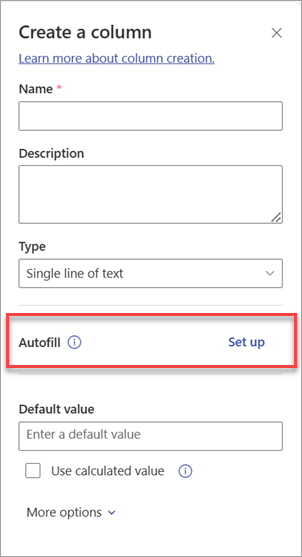 Create a column
Learn more about column creation.
Name *
Description
Type
Single line of text
Autofill Set up
Default value
Enter a default value
Use calculated value
More options